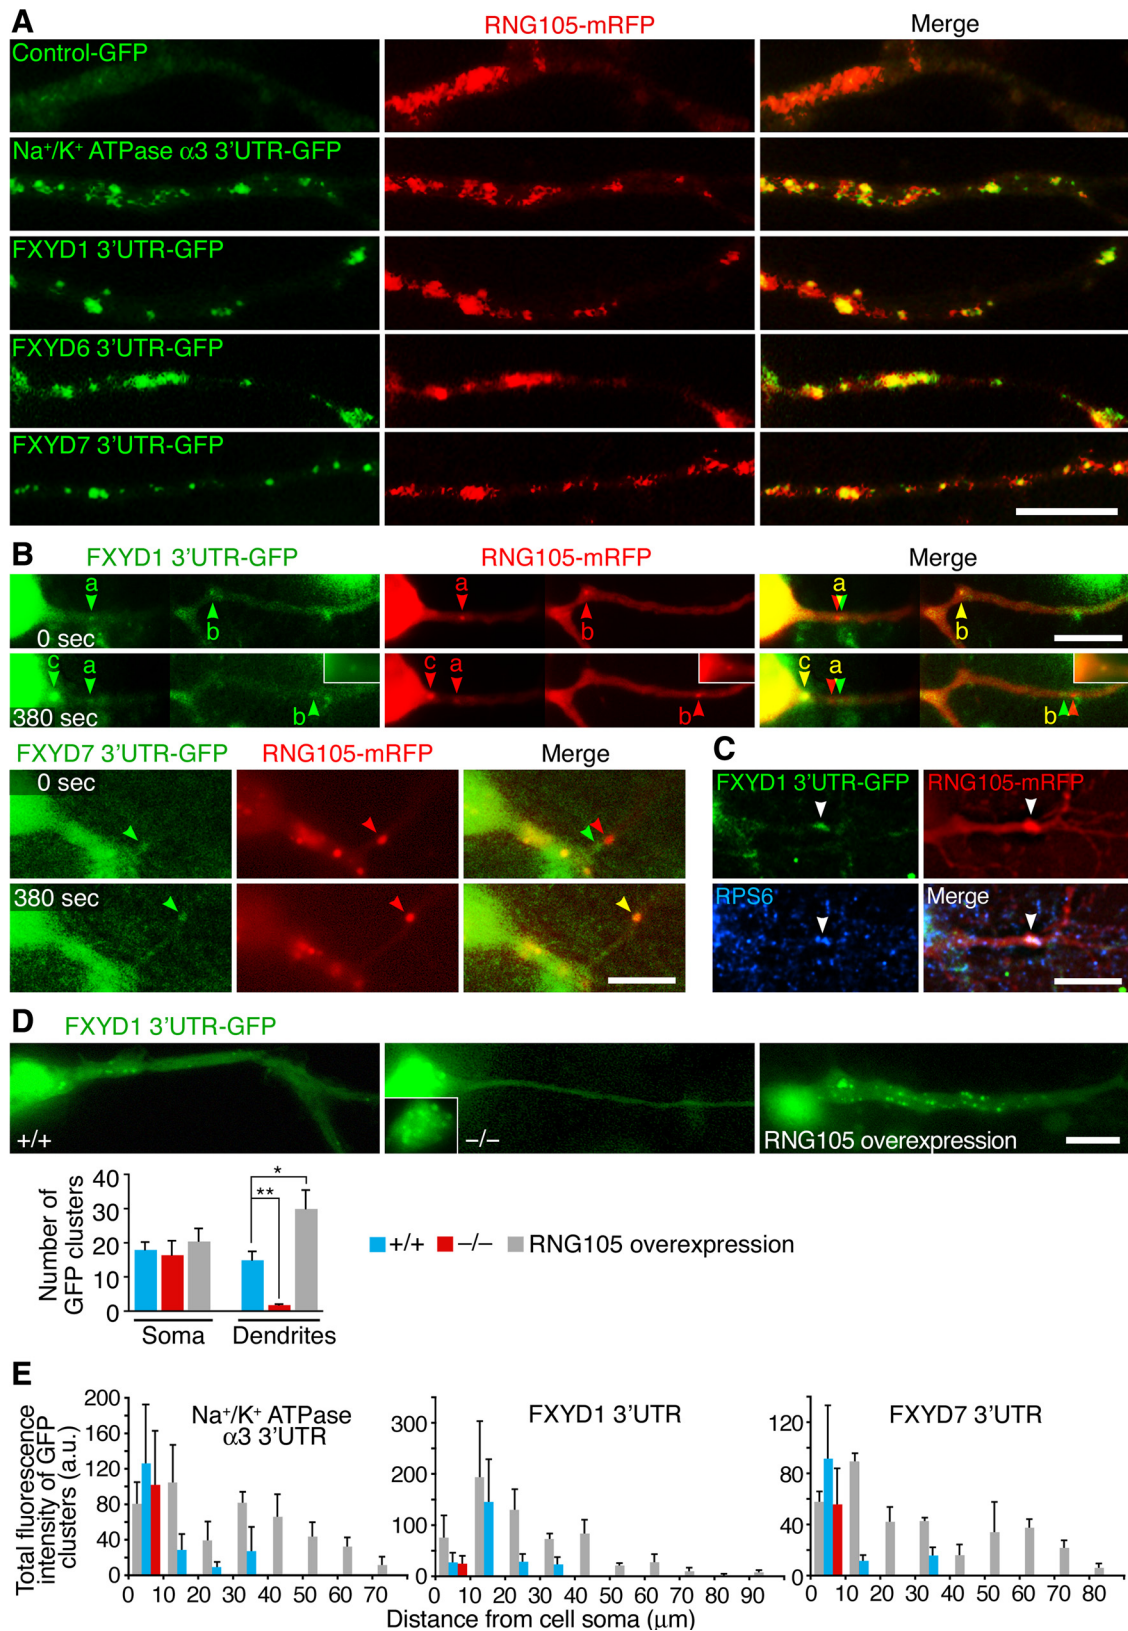 A
RNG105-mRFP
Merge
Control-GFP
Na⁺/K⁺ ATPase α3 3'UTR-GFP
FXYD1 3'UTR-GFP
FXYD6 3'UTR-GFP
FXYD7 3'UTR-GFP
B
FXYD1 3'UTR-GFP
RNG105-mRFP
Merge
a
b
0 sec
a
b
a
b
c
a
b
380 sec
c
a
b
c
a
b
FXYD7 3'UTR-GFP
RNG105-mRFP
Merge
0 sec
380 sec
C
FXYD1 3'UTR-GFP
RNG105-mRFP
RPS6
Merge
D
FXYD1 3'UTR-GFP
+/+
–/–
RNG105 overexpression
Number of
GFP clusters
40
30
20
10
0
*
**
Soma
Dendrites
+/+
–/–
RNG105 overexpression
E
Total fluorescence
intensity of GFP
clusters (a.u.)
200
160
120
80
40
0
Na⁺/K⁺ ATPase
α3 3'UTR
0 10 20 30 40 50 60 70
300
200
100
0
FXYD1 3'UTR
0 10 20 30 40 50 60 70 80 90
120
80
40
0
FXYD7 3'UTR
0 10 20 30 40 50 60 70 80
Distance from cell soma (μm)